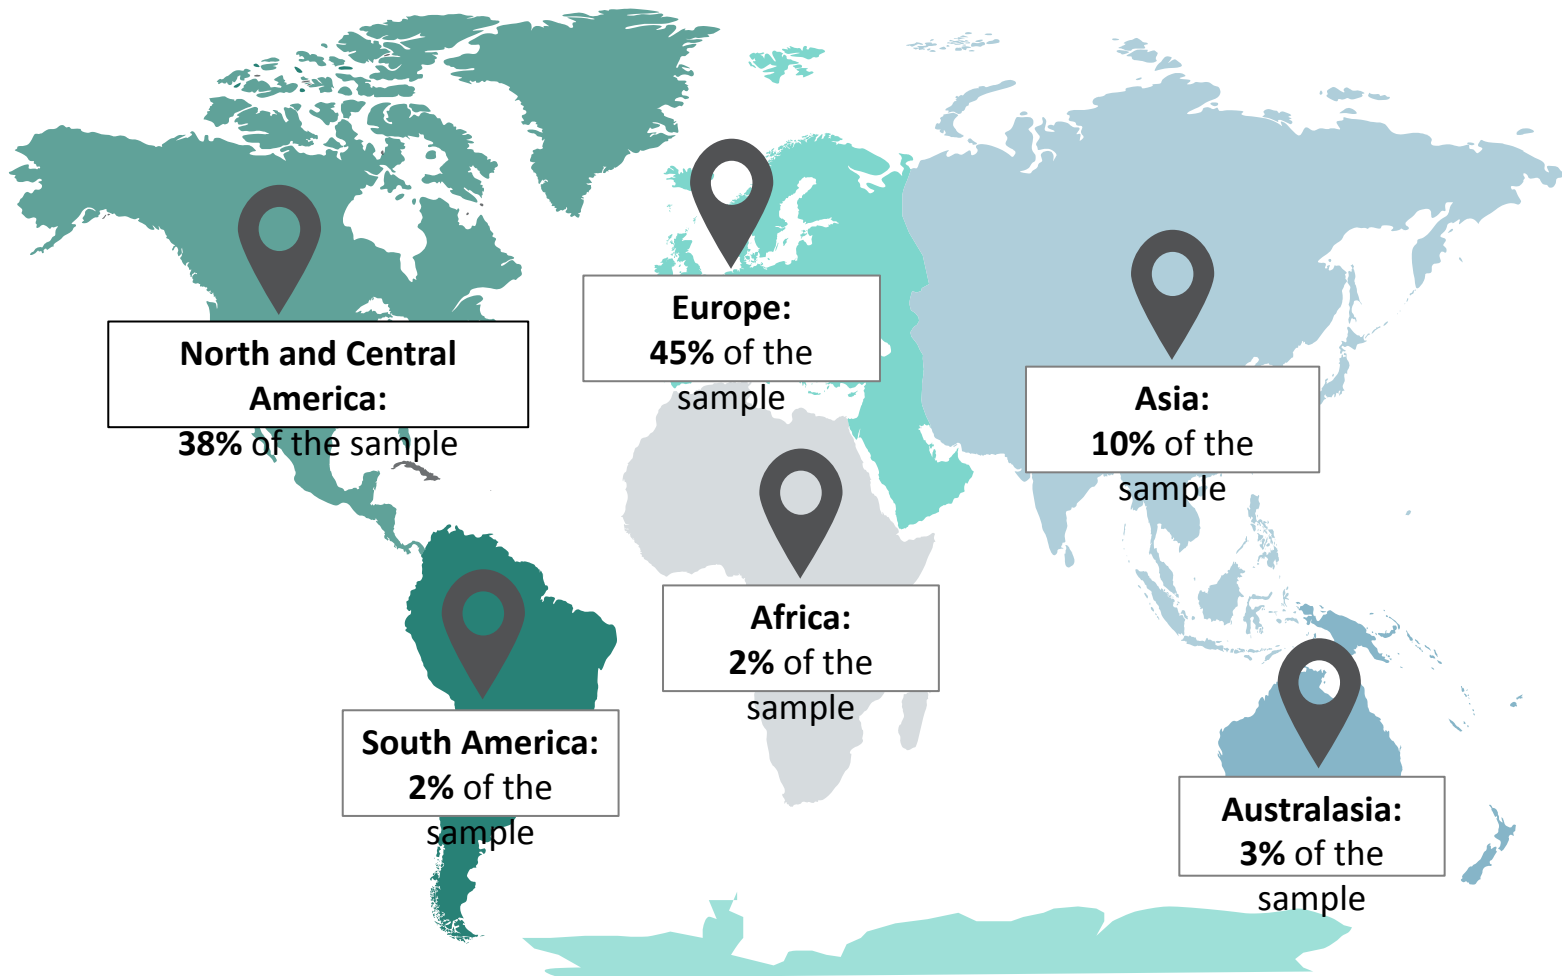 North and Central
America:
38% of the sample
Europe:
45% of the
sample
Asia:
10% of the
sample
Africa:
2% of the
sample
South America:
2% of the
sample
Australasia:
3% of the
sample